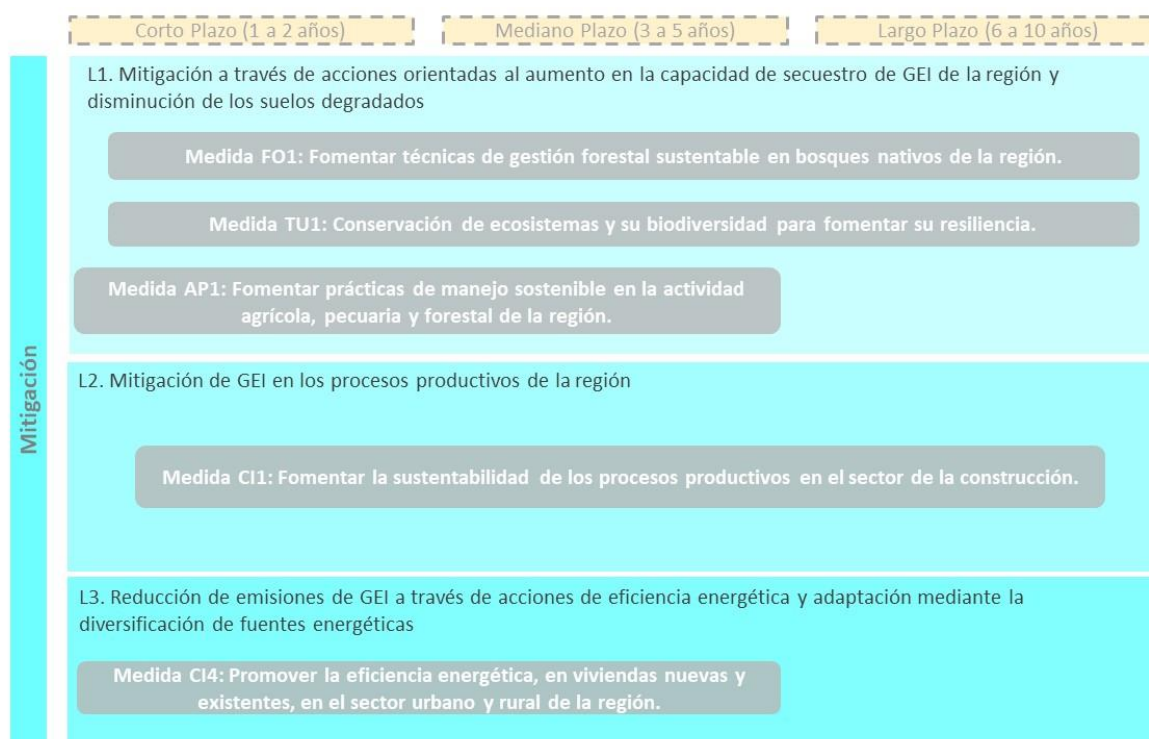 Corto Plazo (1 a 2 años)
Mediano Plazo (3 a 5 años)
Largo Plazo (6 a 10 años)
Mitigación
L1. Mitigación a través de acciones orientadas al aumento en la capacidad de secuestro de GEI de la región y
disminución de los suelos degradados
Medida FO1: Fomentar técnicas de gestión forestal sustentable en bosques nativos de la región.
Medida TU1: Conservación de ecosistemas y su biodiversidad para fomentar su resiliencia.
Medida AP1: Fomentar prácticas de manejo sostenible en la actividad
agrícola, pecuaria y forestal de la región.
L2. Mitigación de GEI en los procesos productivos de la región
Medida CI1: Fomentar la sustentabilidad de los procesos productivos en el sector de la construcción.
L3. Reducción de emisiones de GEI a través de acciones de eficiencia energética y adaptación mediante la
diversificación de fuentes energéticas
Medida CI4: Promover la eficiencia energética, en viviendas nuevas y
existentes, en el sector urbano y rural de la región.